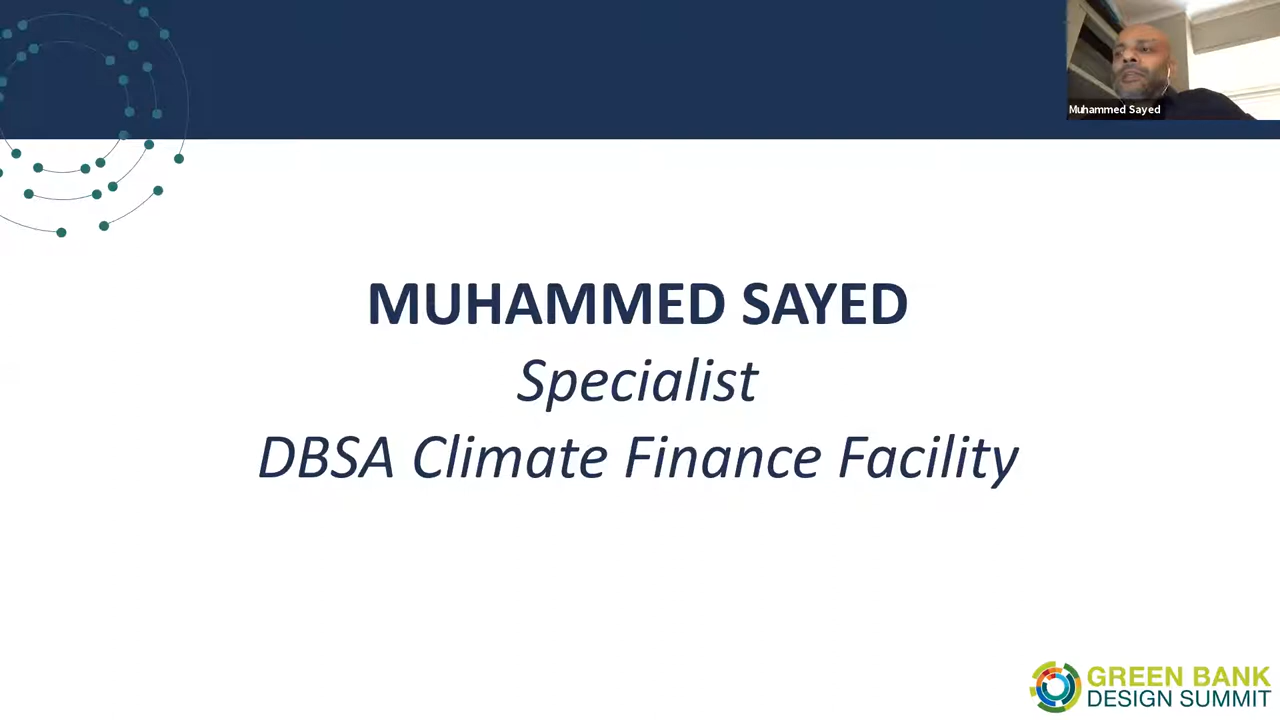 Muhammed Sayed
MUHAMMED SAYED
Specialist
DBSA Climate Finance Facility
GREEN BANK
DESIGN SUMMIT